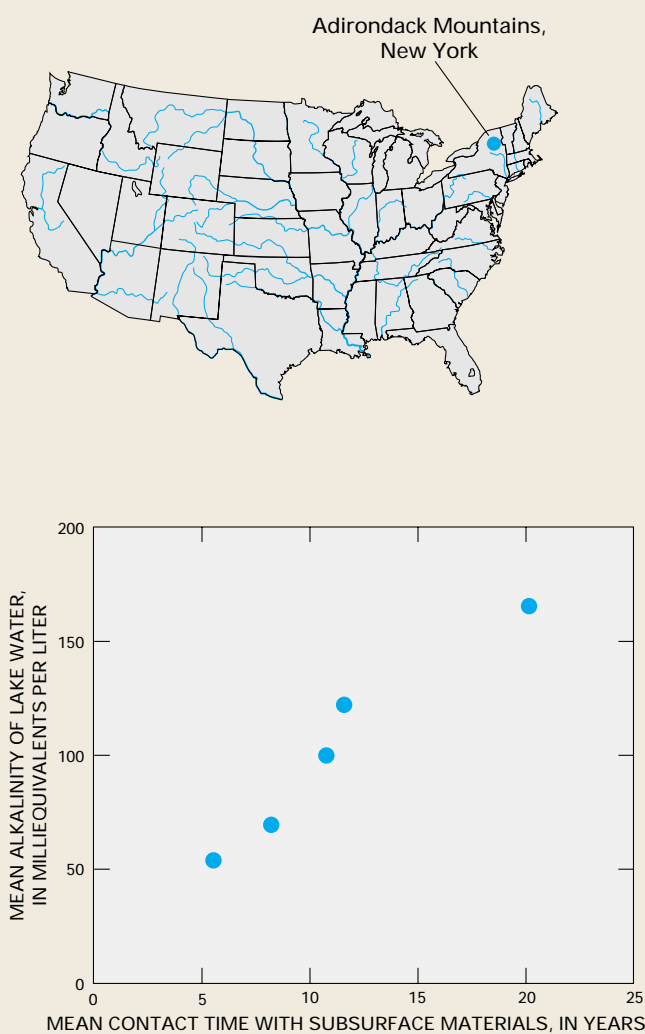 Adirondack Mountains,
New York
200
150
100
50
0
MEAN ALKALINITY OF LAKE WATER,
IN MILLIEQUIVALENTS PER LITER
0 5 10 15 20 25
MEAN CONTACT TIME WITH SUBSURFACE MATERIALS, IN YEARS